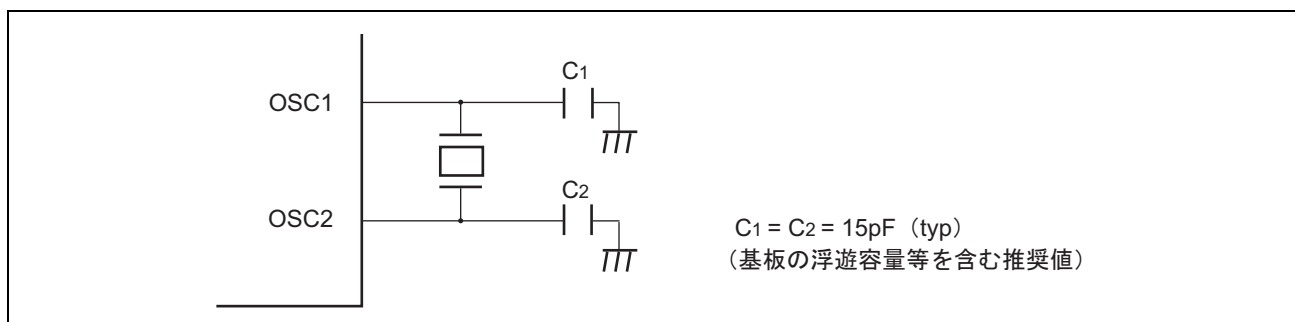 OSC1
C1
OSC2
C2
C1 = C2 = 15pF（typ）
（基板の浮遊容量等を含む推奨値）